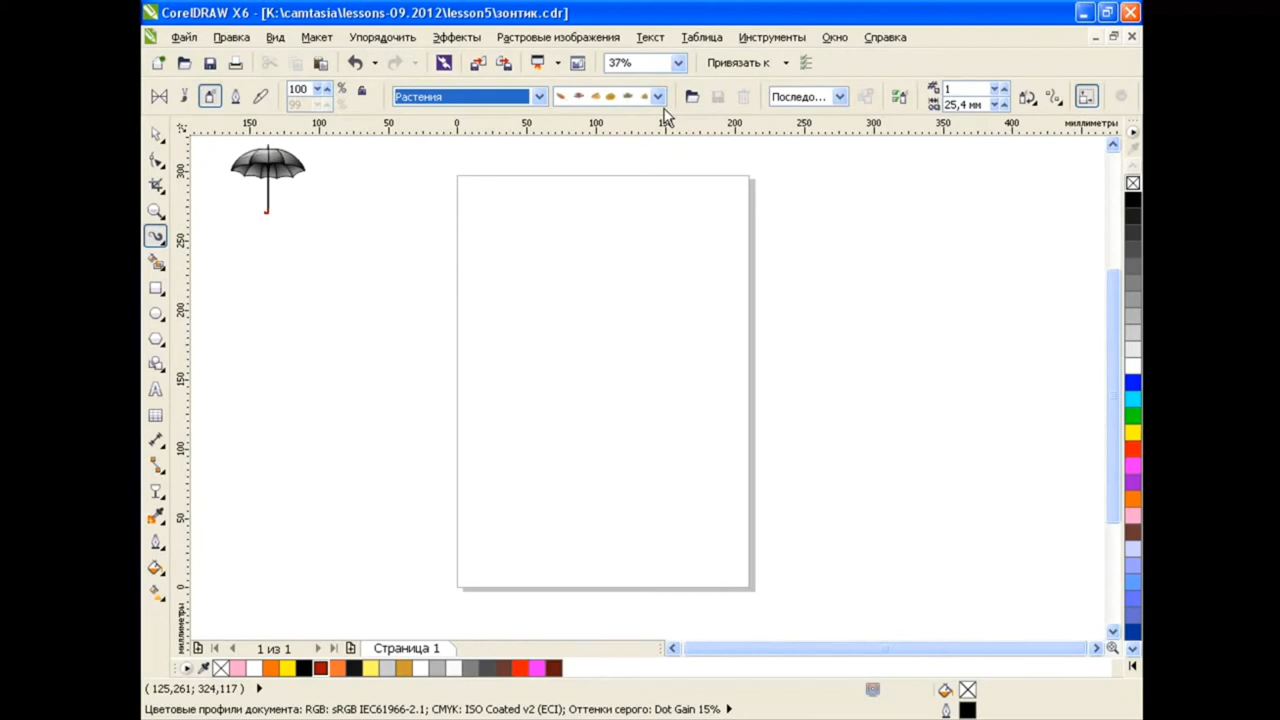 CorelDRAW X6 - [K:\camtasia\lessons-09.2012\lesson5\зонтик.cdr]
Файл Правка Вид Макет Упорядочить Эффекты Растровые изображения Текст Таблица Инструменты Окно Справка
37% Привязать к
100 % Растения Последо... 1
99 25,4 мм
150 100 50 0 50 100 150 200 250 300 350 400 миллиметры
300
250
200
150
100
50
0
миллиметры
1 из 1 Страница 1
( 125,261; 324,117 )
Цветовые профили документа: RGB: sRGB IEC61966-2.1; CMYK: ISO Coated v2 (ECI); Оттенки серого: Dot Gain 15%